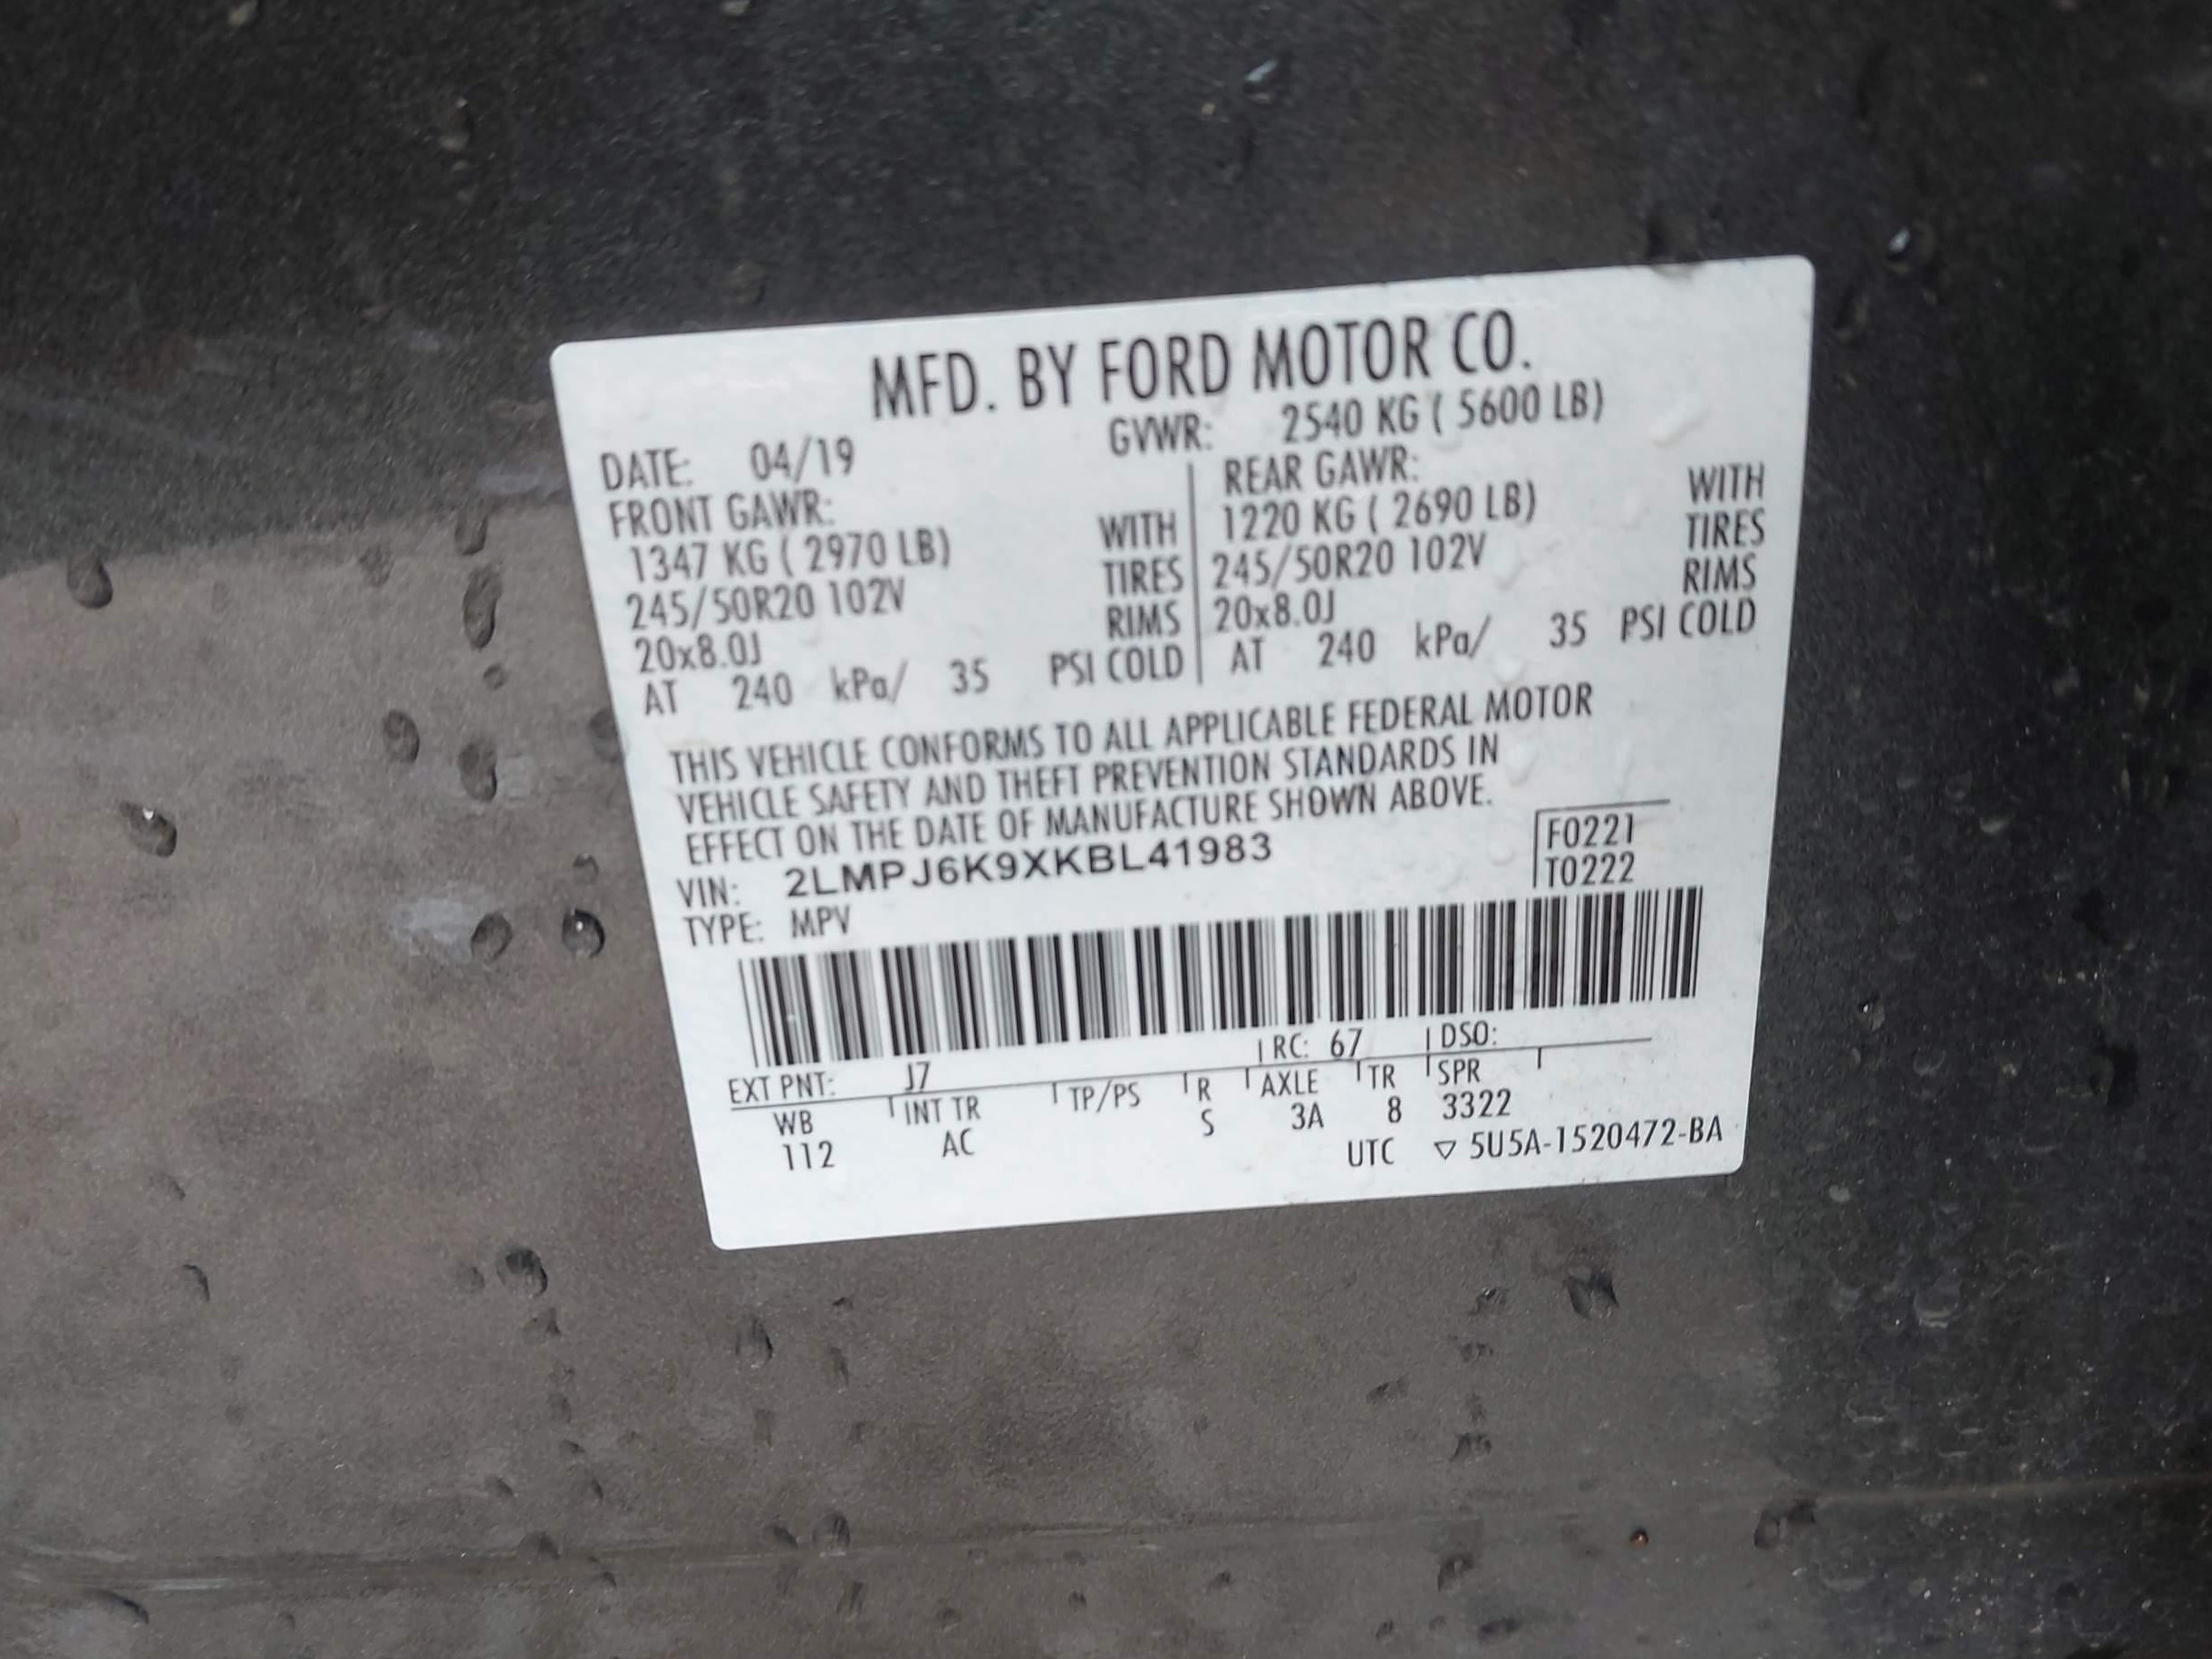 MFD. BY FORD MOTOR CO.
DATE: 04/19 GVWR: 2540 KG ( 5600 LB)
FRONT GAWR: REAR GAWR:
1347 KG ( 2970 LB) WITH 1220 KG ( 2690 LB) WITH
245/50R20 102V TIRES 245/50R20 102V TIRES
20x8.0J RIMS 20x8.0J RIMS
AT 240 kPa/ 35 PSI COLD AT 240 kPa/ 35 PSI COLD
THIS VEHICLE CONFORMS TO ALL APPLICABLE FEDERAL MOTOR
VEHICLE SAFETY AND THEFT PREVENTION STANDARDS IN
EFFECT ON THE DATE OF MANUFACTURE SHOWN ABOVE.
VIN: 2LMPJ6K9XKBL41983 F0221
TYPE: MPV T0222
EXT PNT: J7 RC: 67 DSO:
WB INT TR TP/PS R AXLE TR SPR
112 AC S 3A 8 3322
UTC ▽ 5U5A-1520472-BA